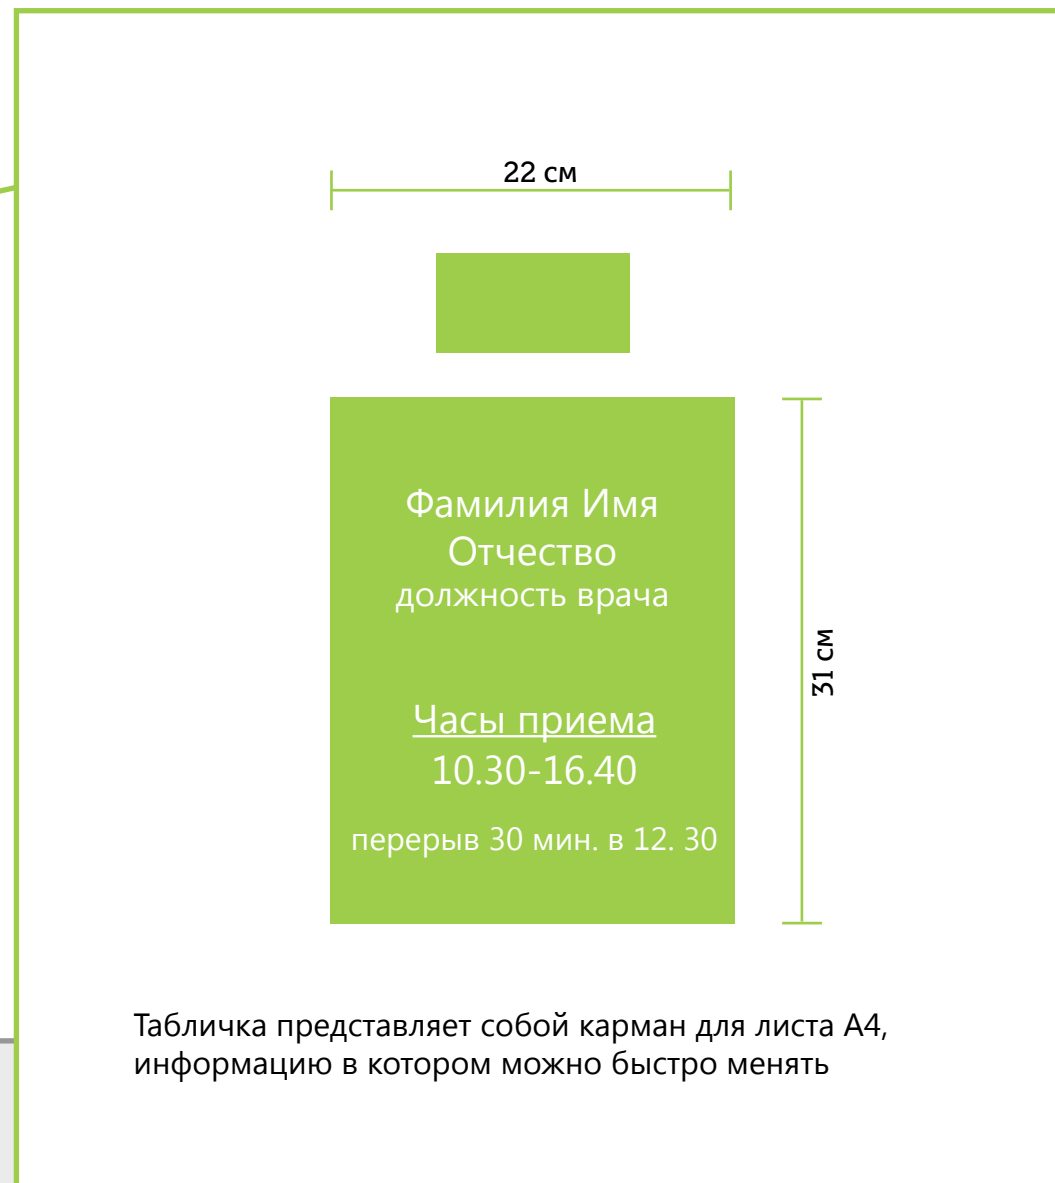 22 см
Фамилия Имя
Отчество
должность врача
Часы приема
10.30-16.40
перерыв 30 мин. в 12. 30
31 см
Табличка представляет собой карман для листа А4,
информацию в котором можно быстро менять